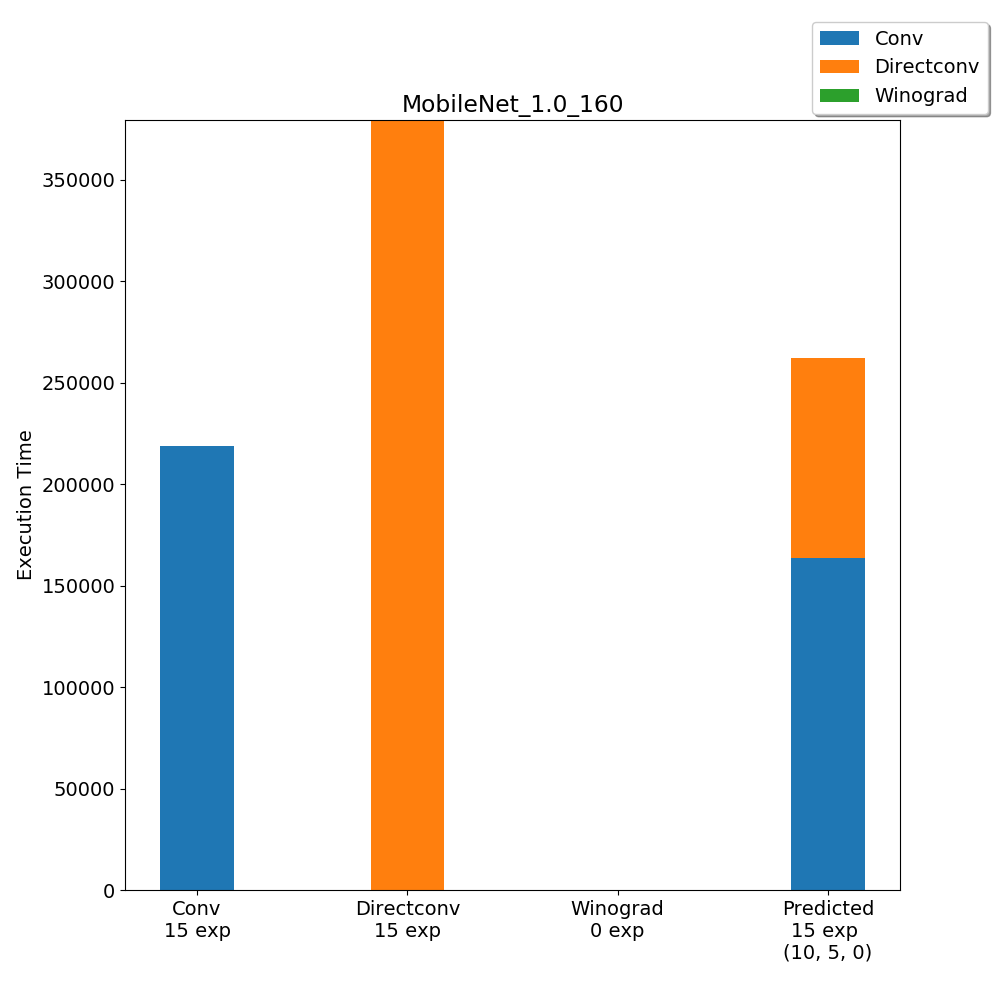 Conv
Directconv
Winograd
MobileNet_1.0_160
Execution Time
350000
300000
250000
200000
150000
100000
50000
0
Conv
15 exp
Directconv
15 exp
Winograd
0 exp
Predicted
15 exp
(10, 5, 0)